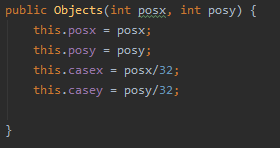 public Objects(int posx, int posy) {
this.posx = posx;
this.posy = posy;
this.casex = posx/32;
this.casey = posy/32;
}